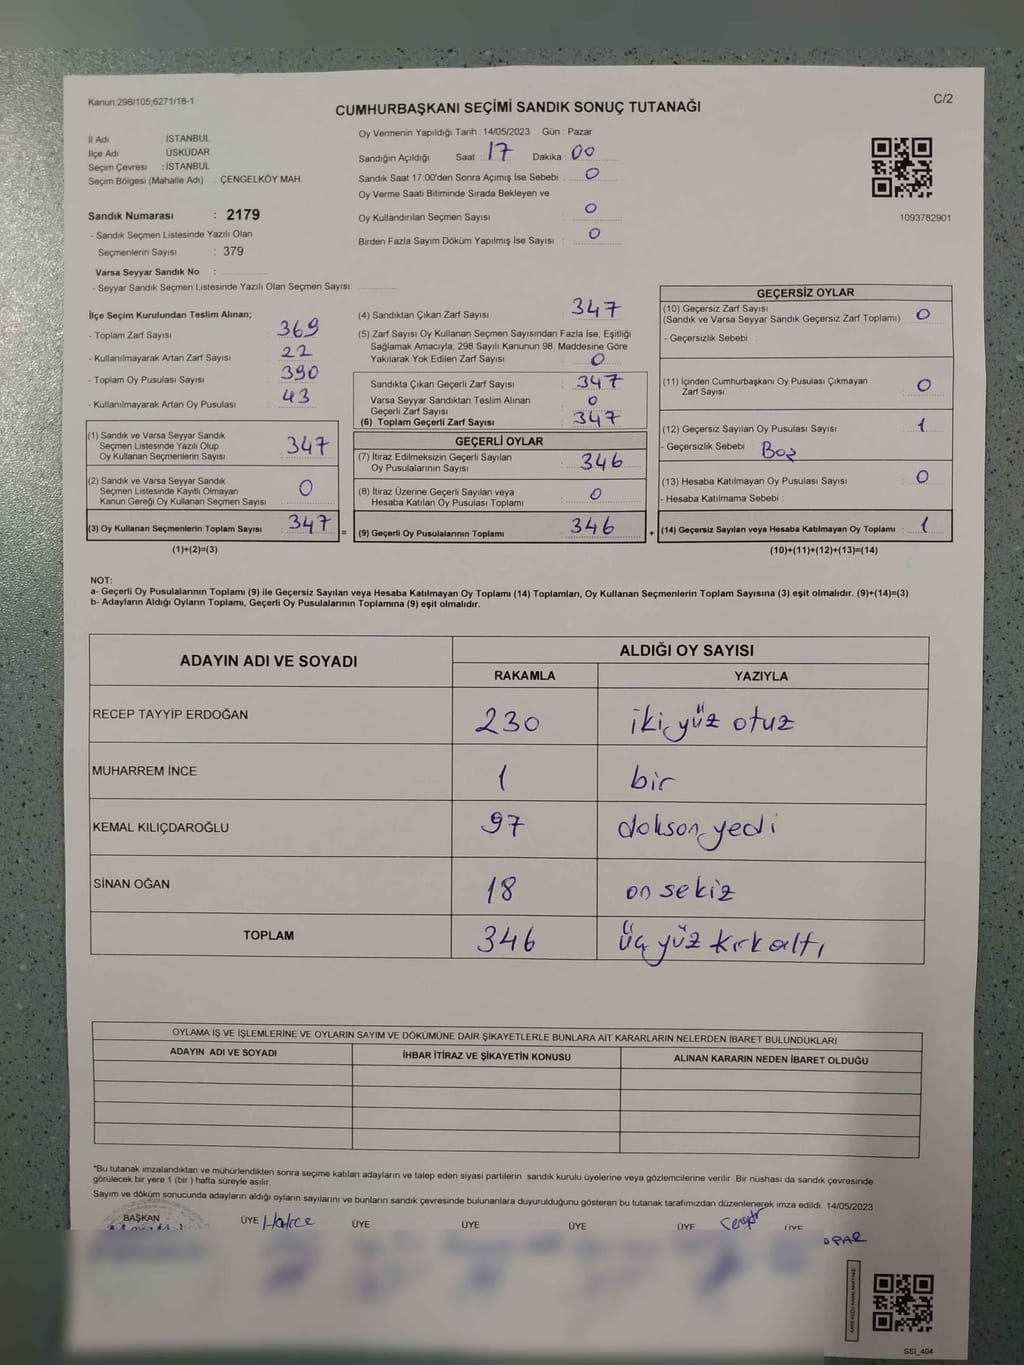 Kanun;298/105;6271/18-1
C/2
CUMHURBAŞKANI SEÇİMİ SANDIK SONUÇ TUTANAĞI
İl Adı : İSTANBUL
İlçe Adı : ÜSKÜDAR
Seçim Çevresi : İSTANBUL
Seçim Bölgesi (Mahalle Adı) : ÇENGELKÖY MAH.
Oy Vermenin Yapıldığı Tarih : 14/05/2023 Gün : Pazar
Sandığın Açıldığı Saat : 17 Dakika : 00
Sandık Saat 17:00'den Sonra Açımış İse Sebebi : 0
Oy Verme Saati Bitiminde Sırada Bekleyen ve
Oy Kullandırılan Seçmen Sayısı : 0
Birden Fazla Sayım Döküm Yapılmış İse Sayısı : 0
1093782901
Sandık Numarası : 2179
- Sandık Seçmen Listesinde Yazılı Olan
Seçmenlerin Sayısı : 379
Varsa Seyyar Sandık No :
- Seyyar Sandık Seçmen Listesinde Yazılı Olan Seçmen Sayısı:
İlçe Seçim Kurulundan Teslim Alınan;
- Toplam Zarf Sayısı : 369
- Kullanılmayarak Artan Zarf Sayısı : 22
- Toplam Oy Pusulası Sayısı : 390
- Kullanılmayarak Artan Oy Pusulası : 43
(1) Sandık ve Varsa Seyyar Sandık
Seçmen Listesinde Yazılı Olup
Oy Kullanan Seçmenlerin Sayısı : 347
(2) Sandık ve Varsa Seyyar Sandık
Seçmen Listesinde Kayıtlı Olmayan
Kanun Gereği Oy Kullanan Seçmen Sayısı : 0
(3) Oy Kullanan Seçmenlerin Toplam Sayısı : 347 =
(1)+(2)=(3)
(4) Sandıktan Çıkan Zarf Sayısı : 347
(5) Zarf Sayısı Oy Kullanan Seçmen Sayısından Fazla İse, Eşitliği
Sağlamak Amacıyla; 298 Sayılı Kanunun 98. Maddesine Göre
Yakılarak Yok Edilen Zarf Sayısı : 0
Sandıkta Çıkan Geçerli Zarf Sayısı : 347
Varsa Seyyar Sandıktan Teslim Alınan
Geçerli Zarf Sayısı : 0
(6) Toplam Geçerli Zarf Sayısı : 347
GEÇERLİ OYLAR
(7) İtiraz Edilmeksizin Geçerli Sayılan
Oy Pusulalarının Sayısı : 346
(8) İtiraz Üzerine Geçerli Sayılan veya
Hesaba Katılan Oy Pusulası Toplamı : 0
(9) Geçerli Oy Pusulalarının Toplamı : 346 +
GEÇERSİZ OYLAR
(10) Geçersiz Zarf Sayısı
(Sandık ve Varsa Seyyar Sandık Geçersiz Zarf Toplamı) : 0
- Geçersizlik Sebebi :
(11) İçinden Cumhurbaşkanı Oy Pusulası Çıkmayan
Zarf Sayısı : 0
(12) Geçersiz Sayılan Oy Pusulası Sayısı : 1
- Geçersizlik Sebebi : Boş
(13) Hesaba Katılmayan Oy Pusulası Sayısı : 0
- Hesaba Katılmama Sebebi :
(14) Geçersiz Sayılan veya Hesaba Katılmayan Oy Toplamı : 1
(10)+(11)+(12)+(13)=(14)
NOT:
a- Geçerli Oy Pusulalarının Toplamı (9) ile Geçersiz Sayılan veya Hesaba Katılmayan Oy Toplamı (14) Toplamları, Oy Kullanan Seçmenlerin Toplam Sayısına (3) eşit olmalıdır. (9)+(14)=(3)
b- Adayların Aldığı Oyların Toplamı, Geçerli Oy Pusulalarının Toplamına (9) eşit olmalıdır.
ADAYIN ADI VE SOYADI
ALDIĞI OY SAYISI
RAKAMLA YAZIYLA
RECEP TAYYİP ERDOĞAN 230 iki yüz otuz
MUHARREM İNCE 1 bir
KEMAL KILIÇDAROĞLU 97 doksan yedi
SİNAN OĞAN 18 on sekiz
TOPLAM 346 üç yüz kırk altı
OYLAMA İŞ VE İŞLEMLERİNE VE OYLARIN SAYIM VE DÖKÜMÜNE DAİR ŞİKAYETLERLE BUNLARA AİT KARARLARIN NELERDEN İBARET BULUNDUKLARI
ADAYIN ADI VE SOYADI İHBAR İTİRAZ VE ŞİKAYETİN KONUSU ALINAN KARARIN NEDEN İBARET OLDUĞU
*Bu tutanak imzalandıktan ve mühürlendikten sonra seçime katılan adayların ve talep eden siyasi partilerin sandık kurulu üyelerine veya gözlemcilerine verilir. Bir nüshası da sandık çevresinde
görülecek bir yere 1 (bir ) hafta süreyle asılır.
Sayım ve döküm sonucunda adayların aldığı oyların sayılarını ve bunların sandık çevresinde bulunanlara duyurulduğunu gösteren bu tutanak tarafımızdan düzenlenerek imza edildi. 14/05/2023
BAŞKAN ÜYE Hatice ÜYE ÜYE ÜYE ÜYE ÜYE
SSI_404